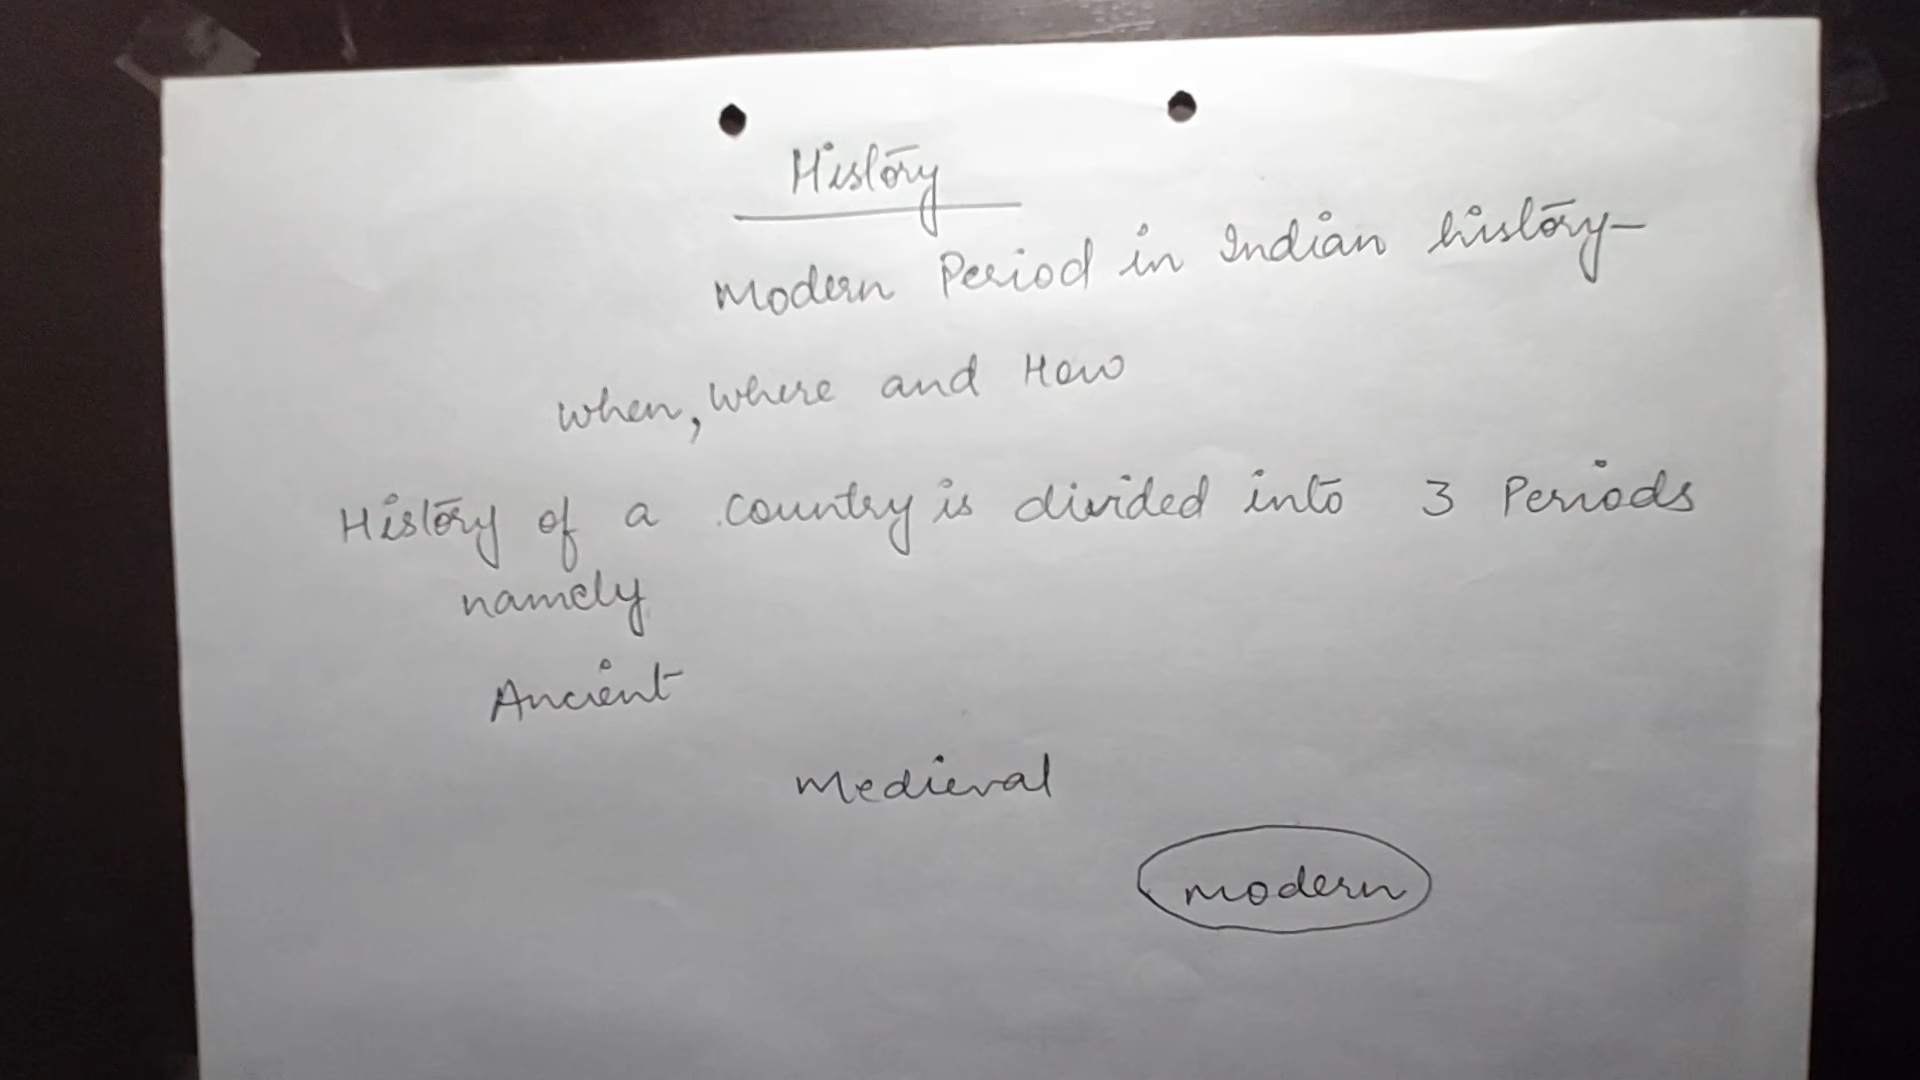 History
Modern Period in Indian history-
when, where and How
History of a country is divided into 3 Periods
namely
Ancient
Medieval
modern